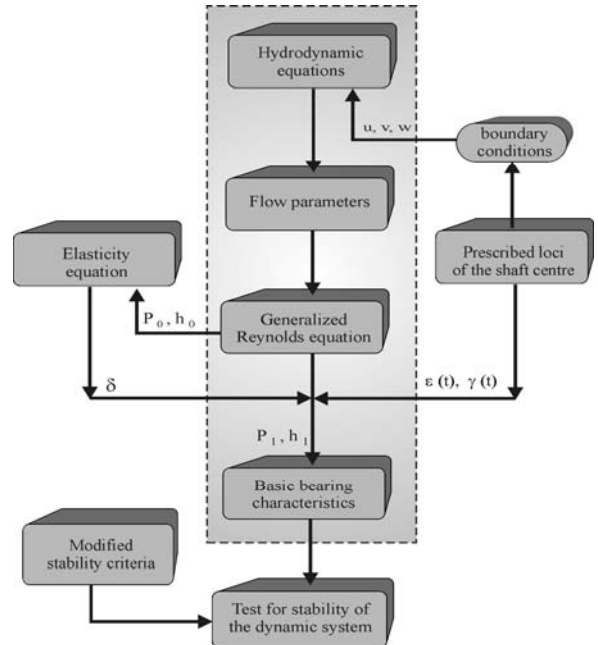 Hydrodynamic
equations
u, v, w
boundary
conditions
Flow parameters
Elasticity
equation
Prescribed loci
of the shaft centre
P₀, h₀
Generalized
Reynolds equation
δ
ε (t), γ (t)
P₁, h₁
Basic bearing
characteristics
Modified
stability criteria
Test for stability of
the dynamic system